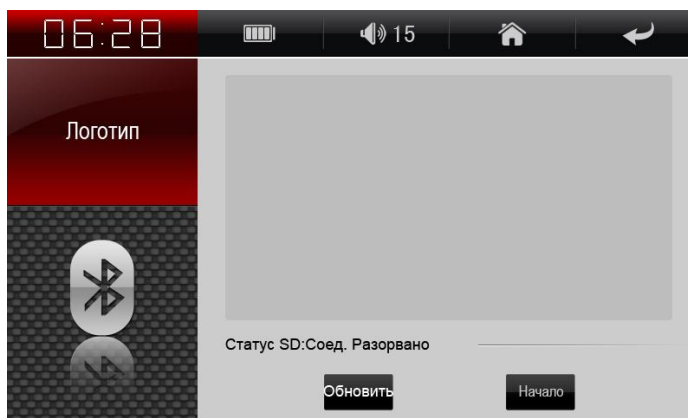 06:28
15
Логотип
Статус SD:Соед. Разорвано
Обновить
Начало